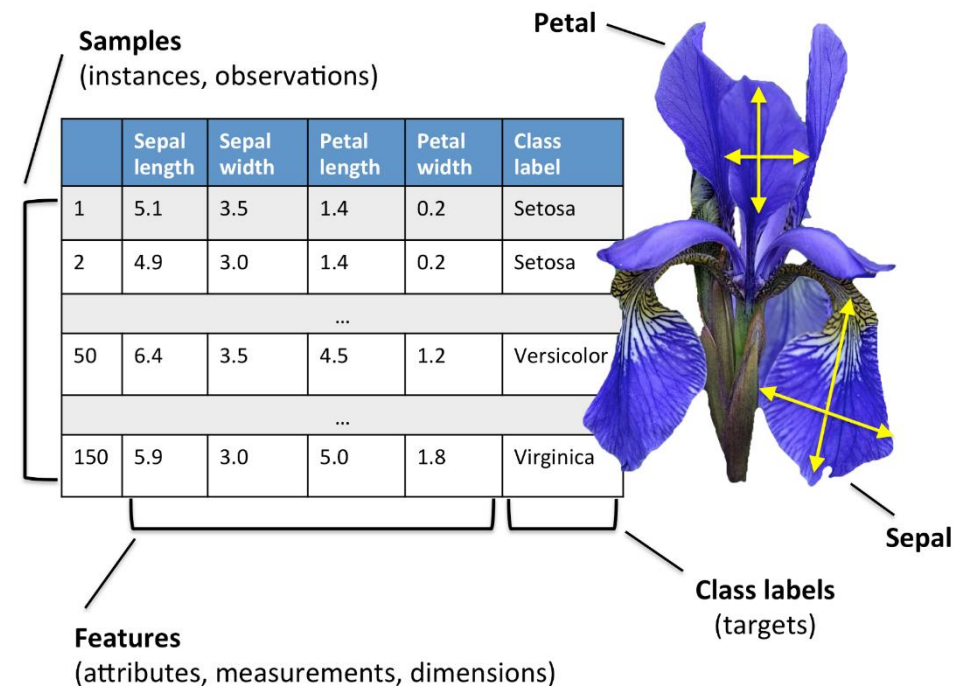 Samples
(instances, observations)
Petal
Sepal length Sepal width Petal length Petal width Class label
1 5.1 3.5 1.4 0.2 Setosa
2 4.9 3.0 1.4 0.2 Setosa
...
50 6.4 3.5 4.5 1.2 Versicolor
...
150 5.9 3.0 5.0 1.8 Virginica
Sepal
Class labels
(targets)
Features
(attributes, measurements, dimensions)